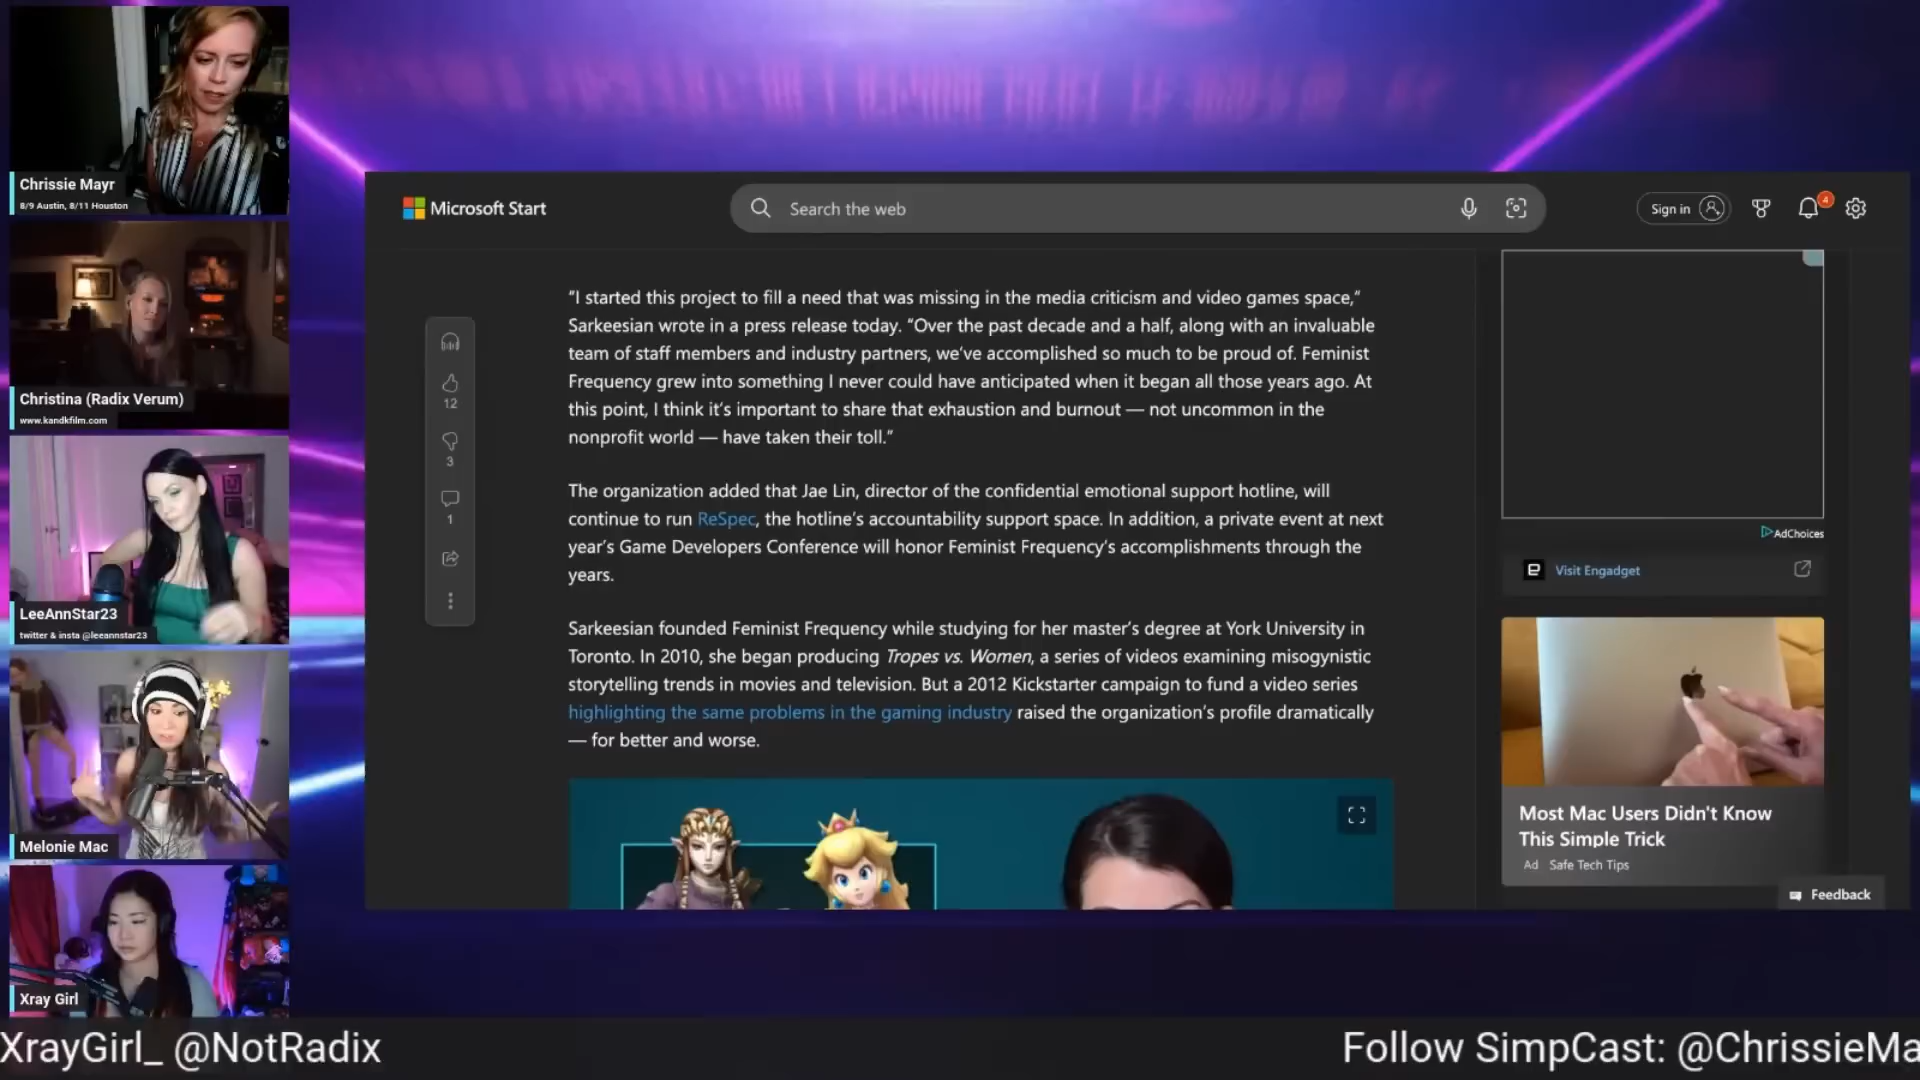 Chrissie Mayr
8/9 Austin, 8/11 Houston
Christina (Radix Verum)
www.kandkfilm.com
LeeAnnStar23
twitter & insta @leeannstar23
Melonie Mac
Xray Girl
Microsoft Start
Search the web
Sign in
4
12
3
1
“I started this project to fill a need that was missing in the media criticism and video games space,“
Sarkeesian wrote in a press release today. “Over the past decade and a half, along with an invaluable
team of staff members and industry partners, we’ve accomplished so much to be proud of. Feminist
Frequency grew into something I never could have anticipated when it began all those years ago. At
this point, I think it’s important to share that exhaustion and burnout — not uncommon in the
nonprofit world — have taken their toll.”
The organization added that Jae Lin, director of the confidential emotional support hotline, will
continue to run ReSpec, the hotline’s accountability support space. In addition, a private event at next
year’s Game Developers Conference will honor Feminist Frequency’s accomplishments through the
years.
Sarkeesian founded Feminist Frequency while studying for her master’s degree at York University in
Toronto. In 2010, she began producing Tropes vs. Women, a series of videos examining misogynistic
storytelling trends in movies and television. But a 2012 Kickstarter campaign to fund a video series
highlighting the same problems in the gaming industry raised the organization’s profile dramatically
— for better and worse.
AdChoices
Visit Engadget
Most Mac Users Didn't Know
This Simple Trick
Ad Safe Tech Tips
Feedback
XrayGirl_ @NotRadix
Follow SimpCast: @ChrissieMa